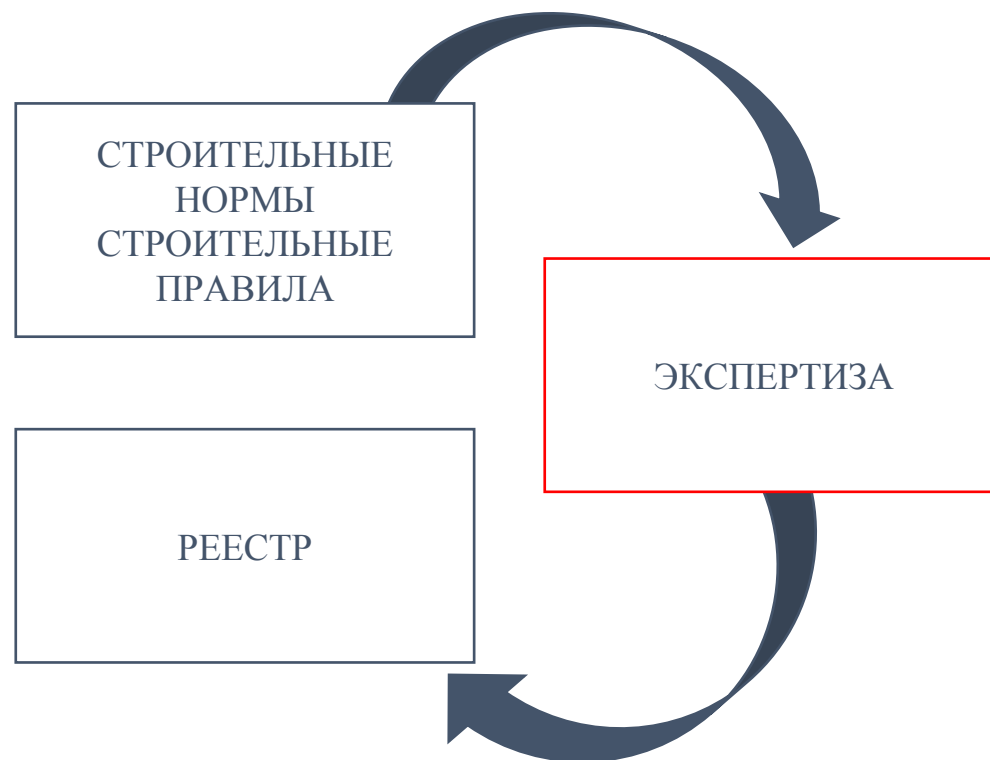 СТРОИТЕЛЬНЫЕ
НОРМЫ
СТРОИТЕЛЬНЫЕ
ПРАВИЛА
ЭКСПЕРТИЗА
РЕЕСТР